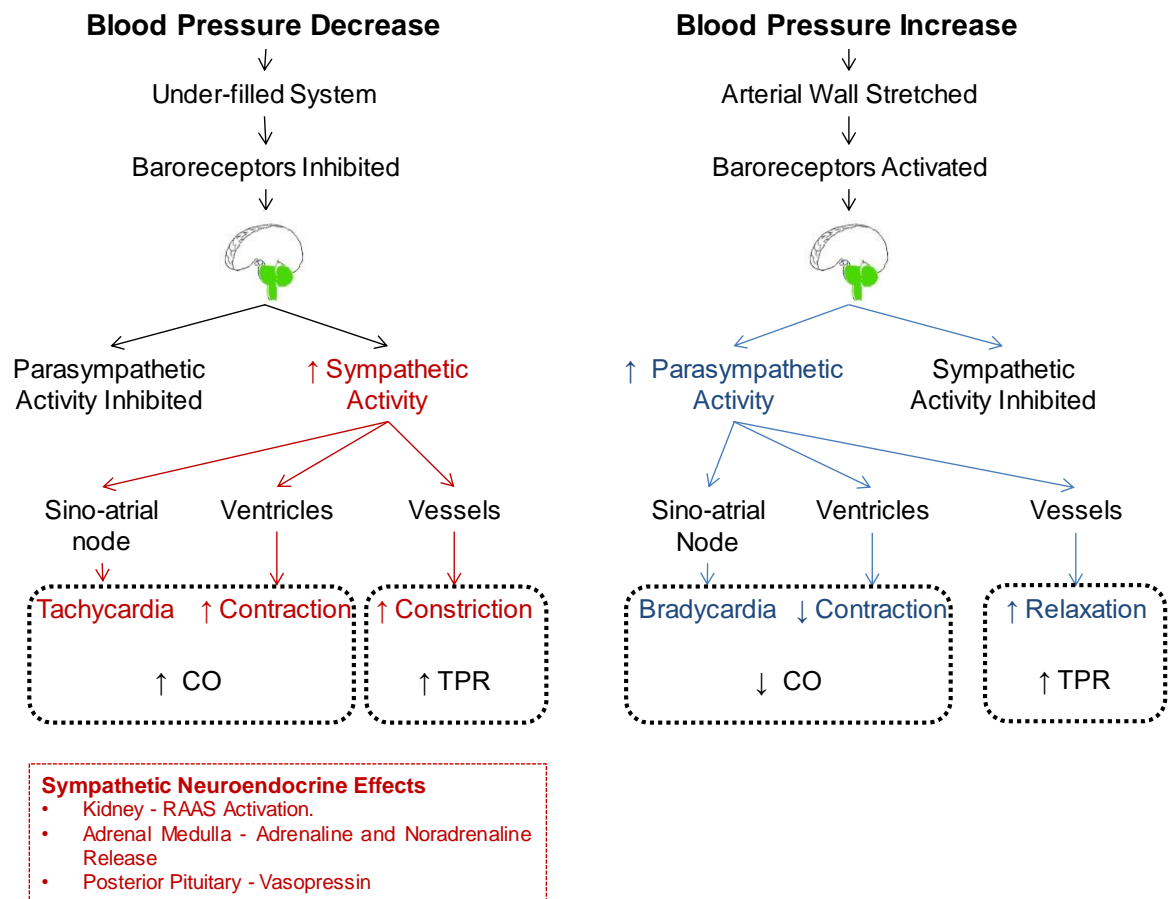 Blood Pressure Decrease
Under-filled System
Baroreceptors Inhibited
Parasympathetic
Activity Inhibited
↑ Sympathetic
Activity
Sino-atrial
node
Ventricles
Vessels
Tachycardia
↑ Contraction
↑ Constriction
↑ CO
↑ TPR
Sympathetic Neuroendocrine Effects
• Kidney - RAAS Activation.
• Adrenal Medulla - Adrenaline and Noradrenaline
Release
• Posterior Pituitary - Vasopressin
Blood Pressure Increase
Arterial Wall Stretched
Baroreceptors Activated
↑ Parasympathetic
Activity
Sympathetic
Activity Inhibited
Sino-atrial
Node
Ventricles
Vessels
Bradycardia
↓ Contraction
↑ Relaxation
↓ CO
↑ TPR